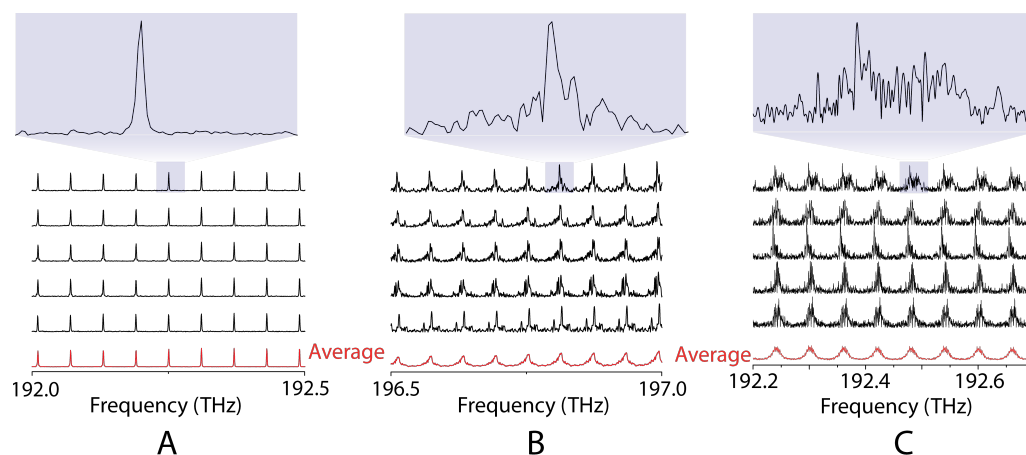 Average
Average
192.0
192.5
196.5
197.0
192.2
192.4
192.6
Frequency (THz)
Frequency (THz)
Frequency (THz)
A
B
C